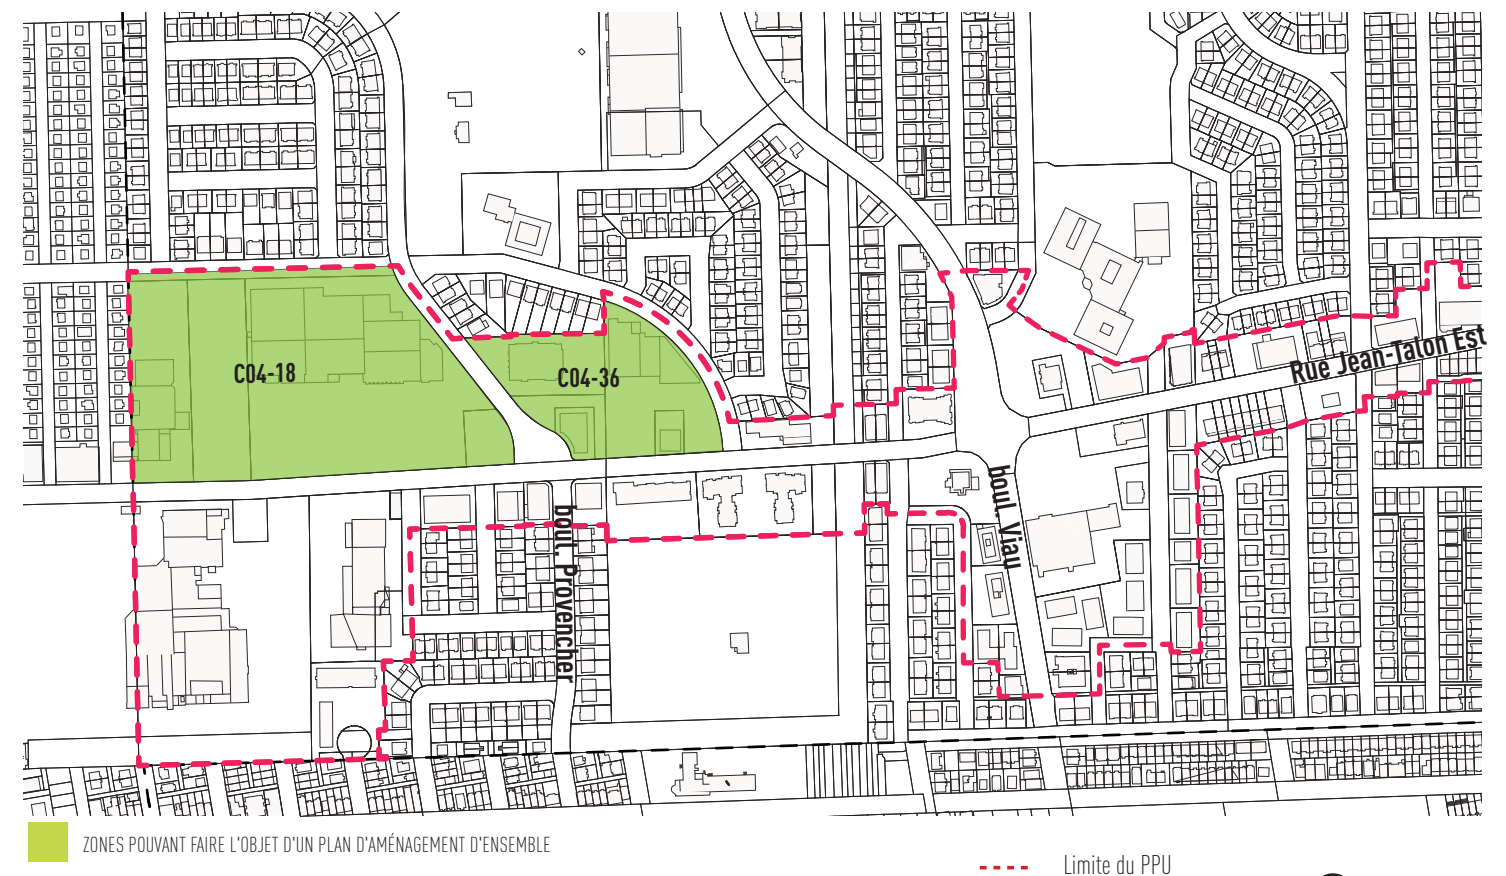 Rue Jean-Talon Est
C04-18
C04-36
boul. Viau
boul. Provencher
ZONES POUVANT FAIRE L'OBJET D'UN PLAN D'AMÉNAGEMENT D'ENSEMBLE
Limite du PPU